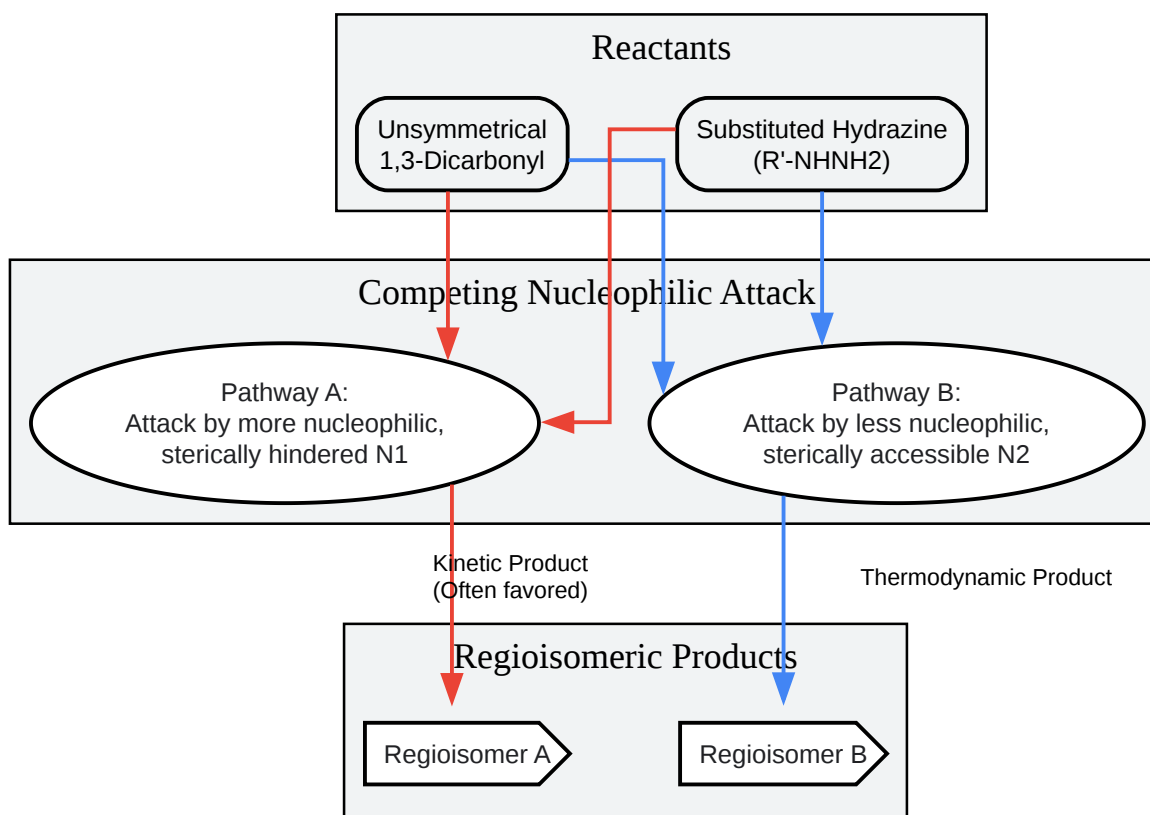 Reactants
Unsymmetrical
1,3-Dicarbonyl
Substituted Hydrazine
(R'-NHNH2)
Competing Nucleophilic Attack
Pathway A:
Attack by more nucleophilic,
sterically hindered N1
Pathway B:
Attack by less nucleophilic,
sterically accessible N2
Kinetic Product
(Often favored)
Thermodynamic Product
Regioisomeric Products
Regioisomer A
Regioisomer B